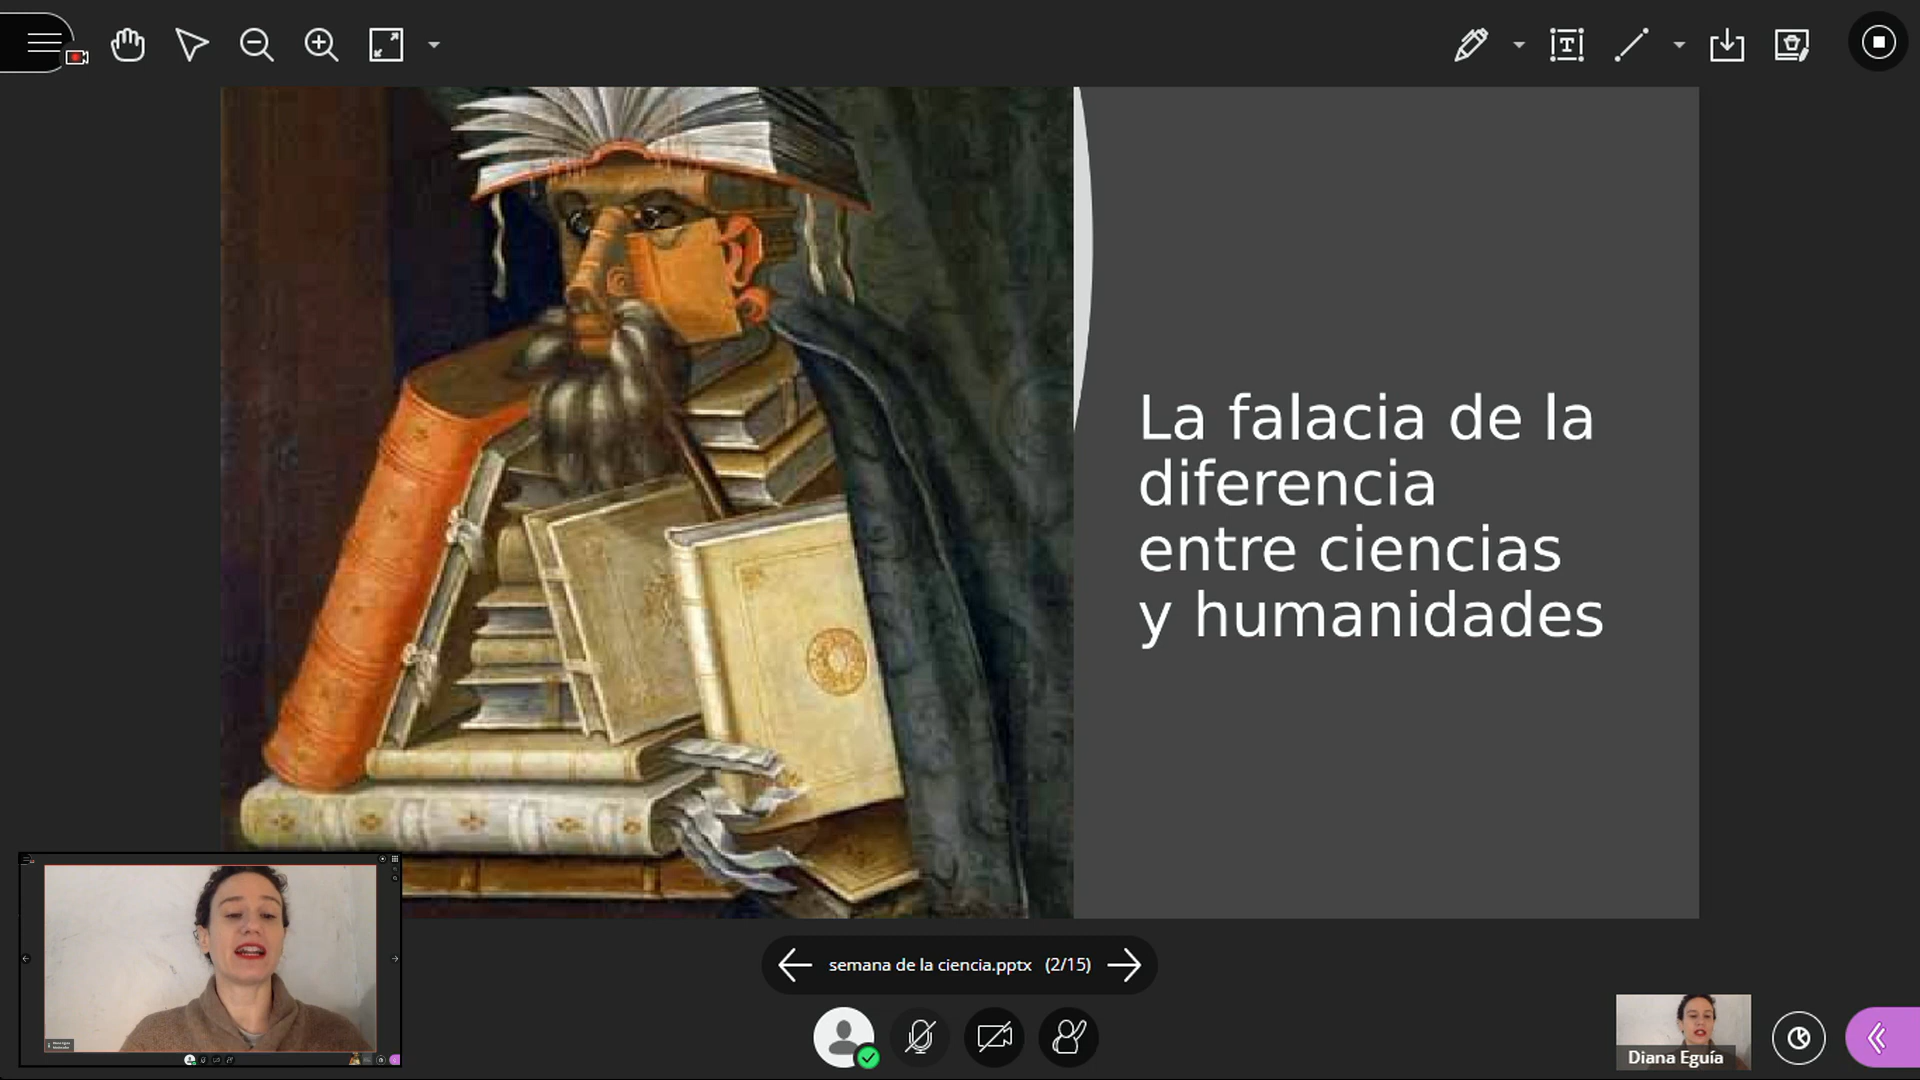 La falacia de la
diferencia
entre ciencias
y humanidades
semana de la ciencia.pptx (2/15)
Diana Eguía